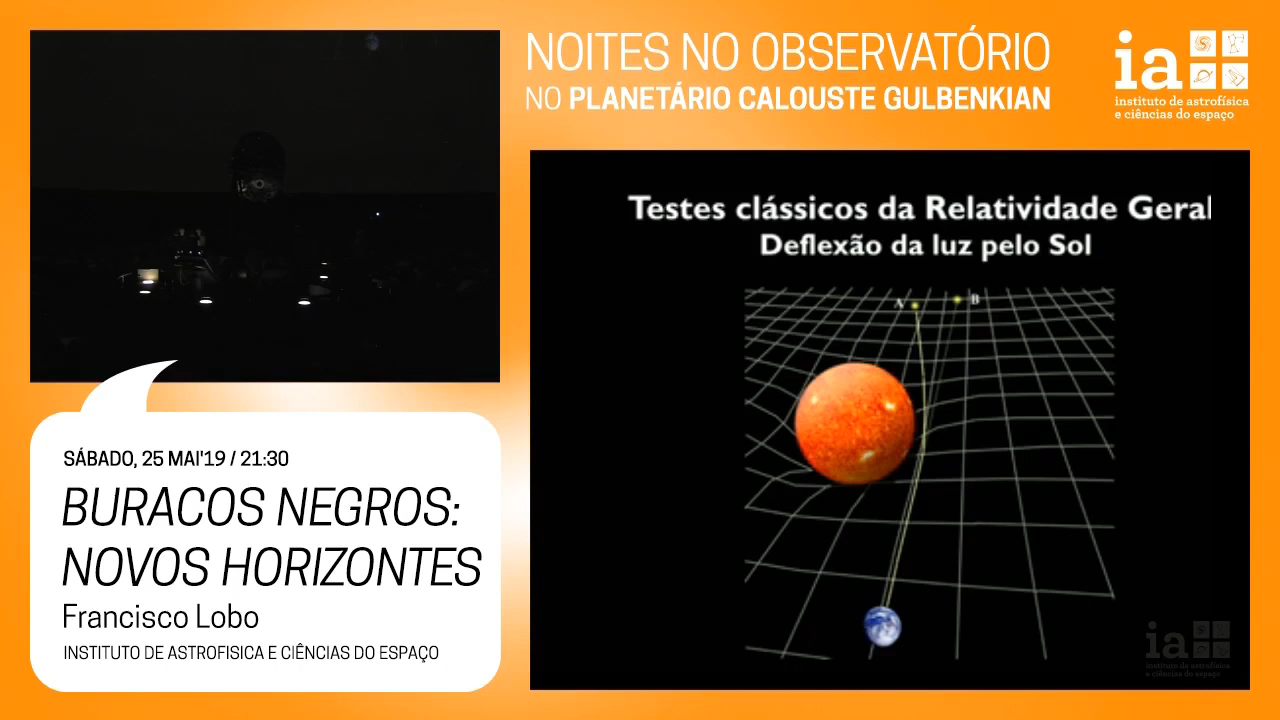 NOITES NO OBSERVATÓRIO
NO PLANETÁRIO CALOUSTE GULBENKIAN
ia
instituto de astrofísica
e ciências do espaço
Testes clássicos da Relatividade Geral
Deflexão da luz pelo Sol
A
B
SÁBADO, 25 MAI'19 / 21:30
BURACOS NEGROS:
NOVOS HORIZONTES
Francisco Lobo
INSTITUTO DE ASTROFISICA E CIÊNCIAS DO ESPAÇO
ia
instituto de astrofísica
e ciências do espaço